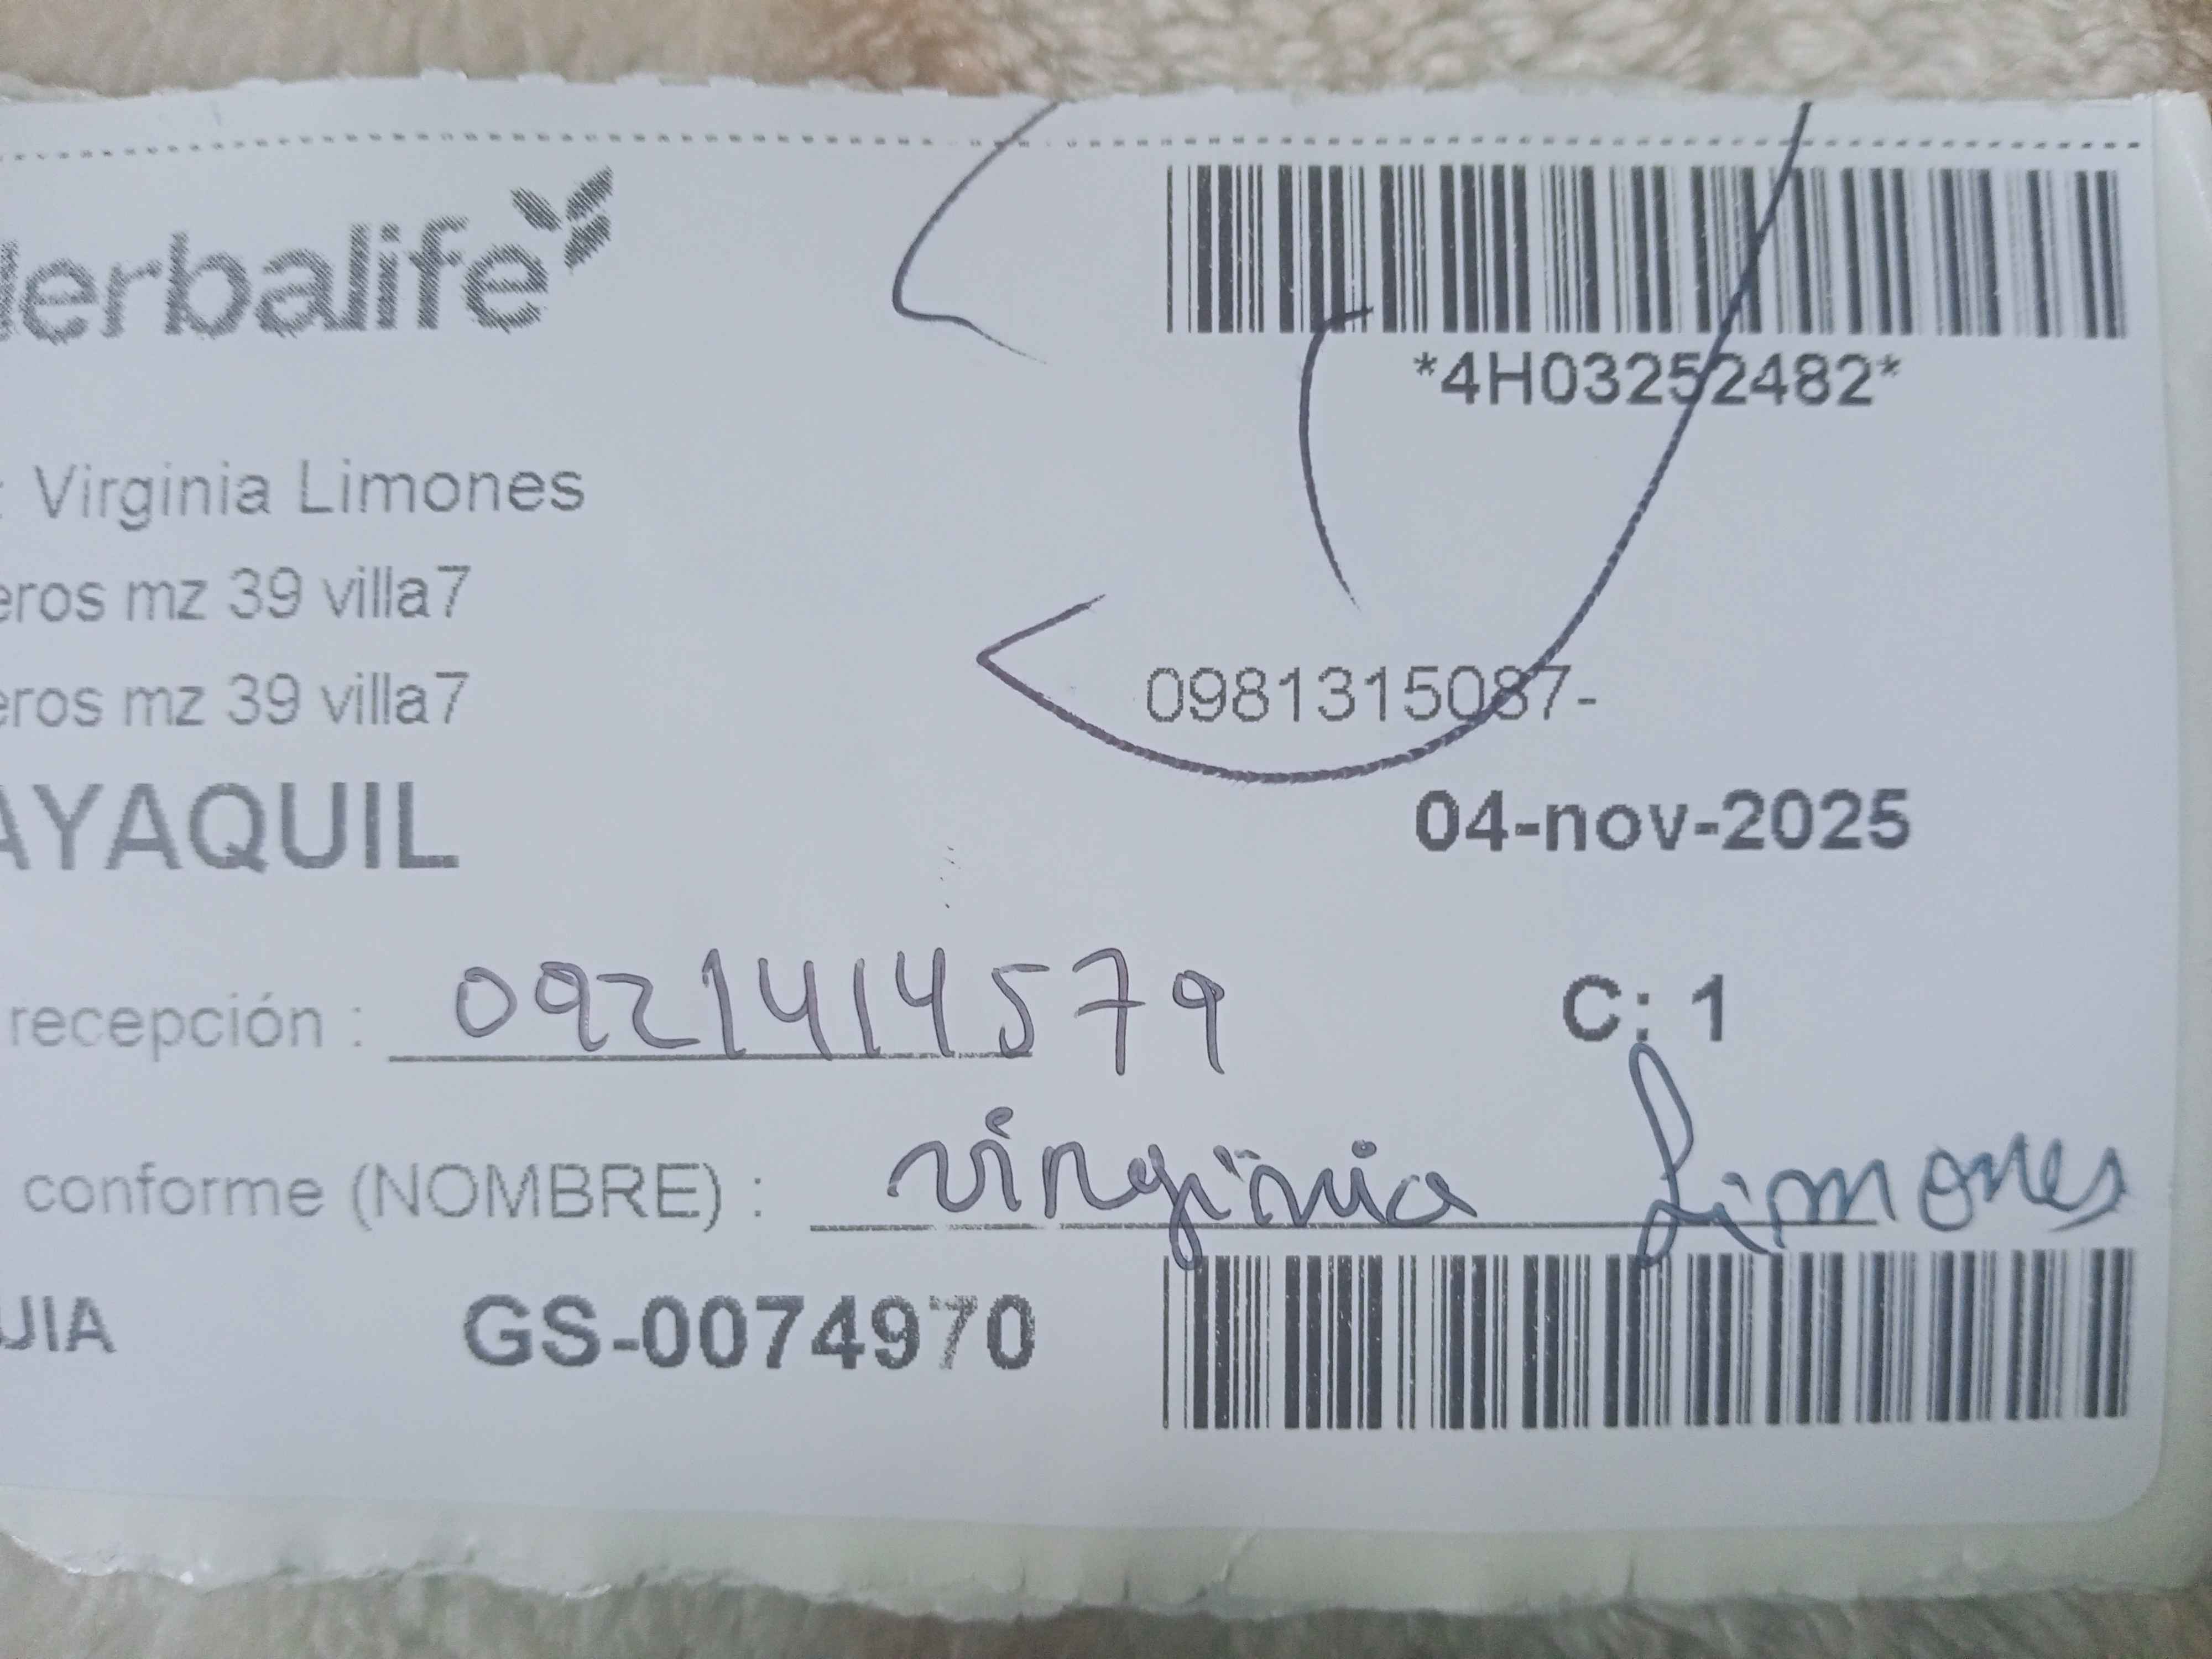 Herbalife
*4H03252482*
: Virginia Limones
eros mz 39 villa7
0981315087-
eros mz 39 villa7
AYAQUIL
04-nov-2025
recepción : 0921414579
C: 1
conforme (NOMBRE) : virginia Limones
UIA GS-0074970